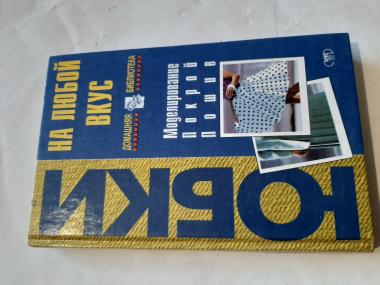 ЮБКИ
НА ЛЮБОЙ
ВКУС
ДОМАШНЯЯ
БИБЛИОТЕКА
Моделирование
Покрой
Пошив